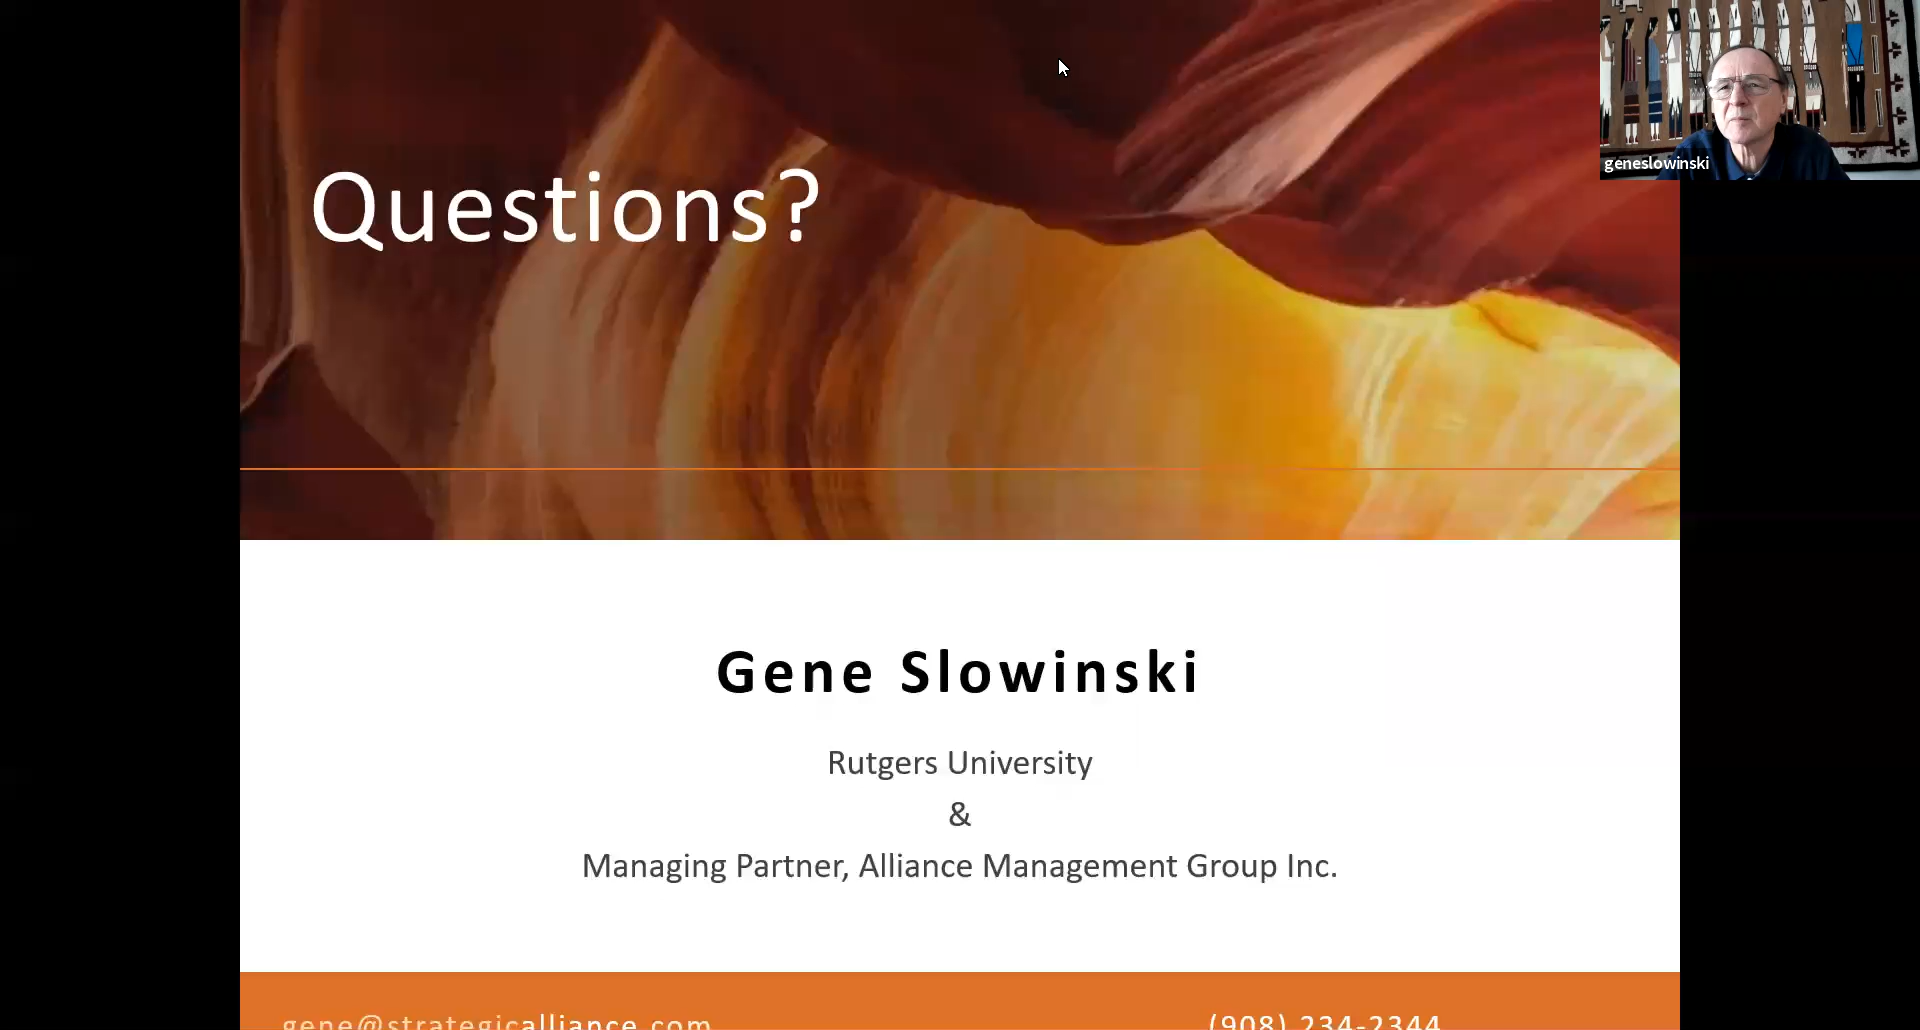 Questions?
geneslowinski
Gene Slowinski
Rutgers University
&
Managing Partner, Alliance Management Group Inc.
gene@strategicalliance.com
(908) 234-2344